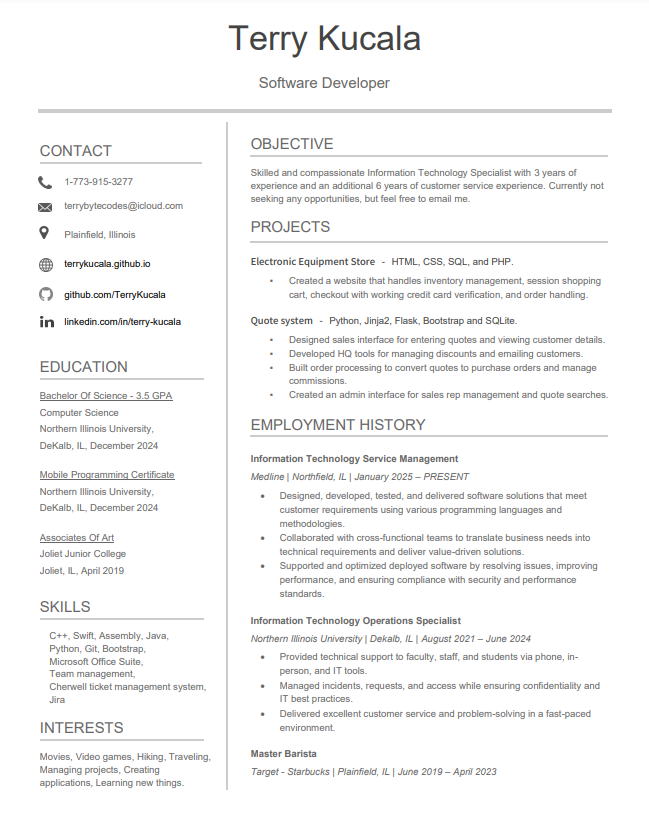 Terry Kucala
Software Developer
CONTACT
1-773-915-3277
terrybytecodes@icloud.com
Plainfield, Illinois
terrykucala.github.io
github.com/TerryKucala
linkedin.com/in/terry-kucala
EDUCATION
Bachelor Of Science - 3.5 GPA
Computer Science
Northern Illinois University,
DeKalb, IL, December 2024
Mobile Programming Certificate
Northern Illinois University,
DeKalb, IL, December 2024
Associates Of Art
Joliet Junior College
Joliet, IL, April 2019
SKILLS
C++, Swift, Assembly, Java,
Python, Git, Bootstrap,
Microsoft Office Suite,
Team management,
Cherwell ticket management system,
Jira
INTERESTS
Movies, Video games, Hiking, Traveling,
Managing projects, Creating
applications, Learning new things.
OBJECTIVE
Skilled and compassionate Information Technology Specialist with 3 years of
experience and an additional 6 years of customer service experience. Currently not
seeking any opportunities, but feel free to email me.
PROJECTS
Electronic Equipment Store - HTML, CSS, SQL, and PHP.
• Created a website that handles inventory management, session shopping
cart, checkout with working credit card verification, and order handling.
Quote system - Python, Jinja2, Flask, Bootstrap and SQLite.
• Designed sales interface for entering quotes and viewing customer details.
• Developed HQ tools for managing discounts and emailing customers.
• Built order processing to convert quotes to purchase orders and manage
commissions.
• Created an admin interface for sales rep management and quote searches.
EMPLOYMENT HISTORY
Information Technology Service Management
Medline | Northfield, IL | January 2025 – PRESENT
• Designed, developed, tested, and delivered software solutions that meet
customer requirements using various programming languages and
methodologies.
• Collaborated with cross-functional teams to translate business needs into
technical requirements and deliver value-driven solutions.
• Supported and optimized deployed software by resolving issues, improving
performance, and ensuring compliance with security and performance
standards.
Information Technology Operations Specialist
Northern Illinois University | Dekalb, IL | August 2021 – June 2024
• Provided technical support to faculty, staff, and students via phone, in-
person, and IT tools.
• Managed incidents, requests, and access while ensuring confidentiality and
IT best practices.
• Delivered excellent customer service and problem-solving in a fast-paced
environment.
Master Barista
Target - Starbucks | Plainfield, IL | June 2019 – April 2023